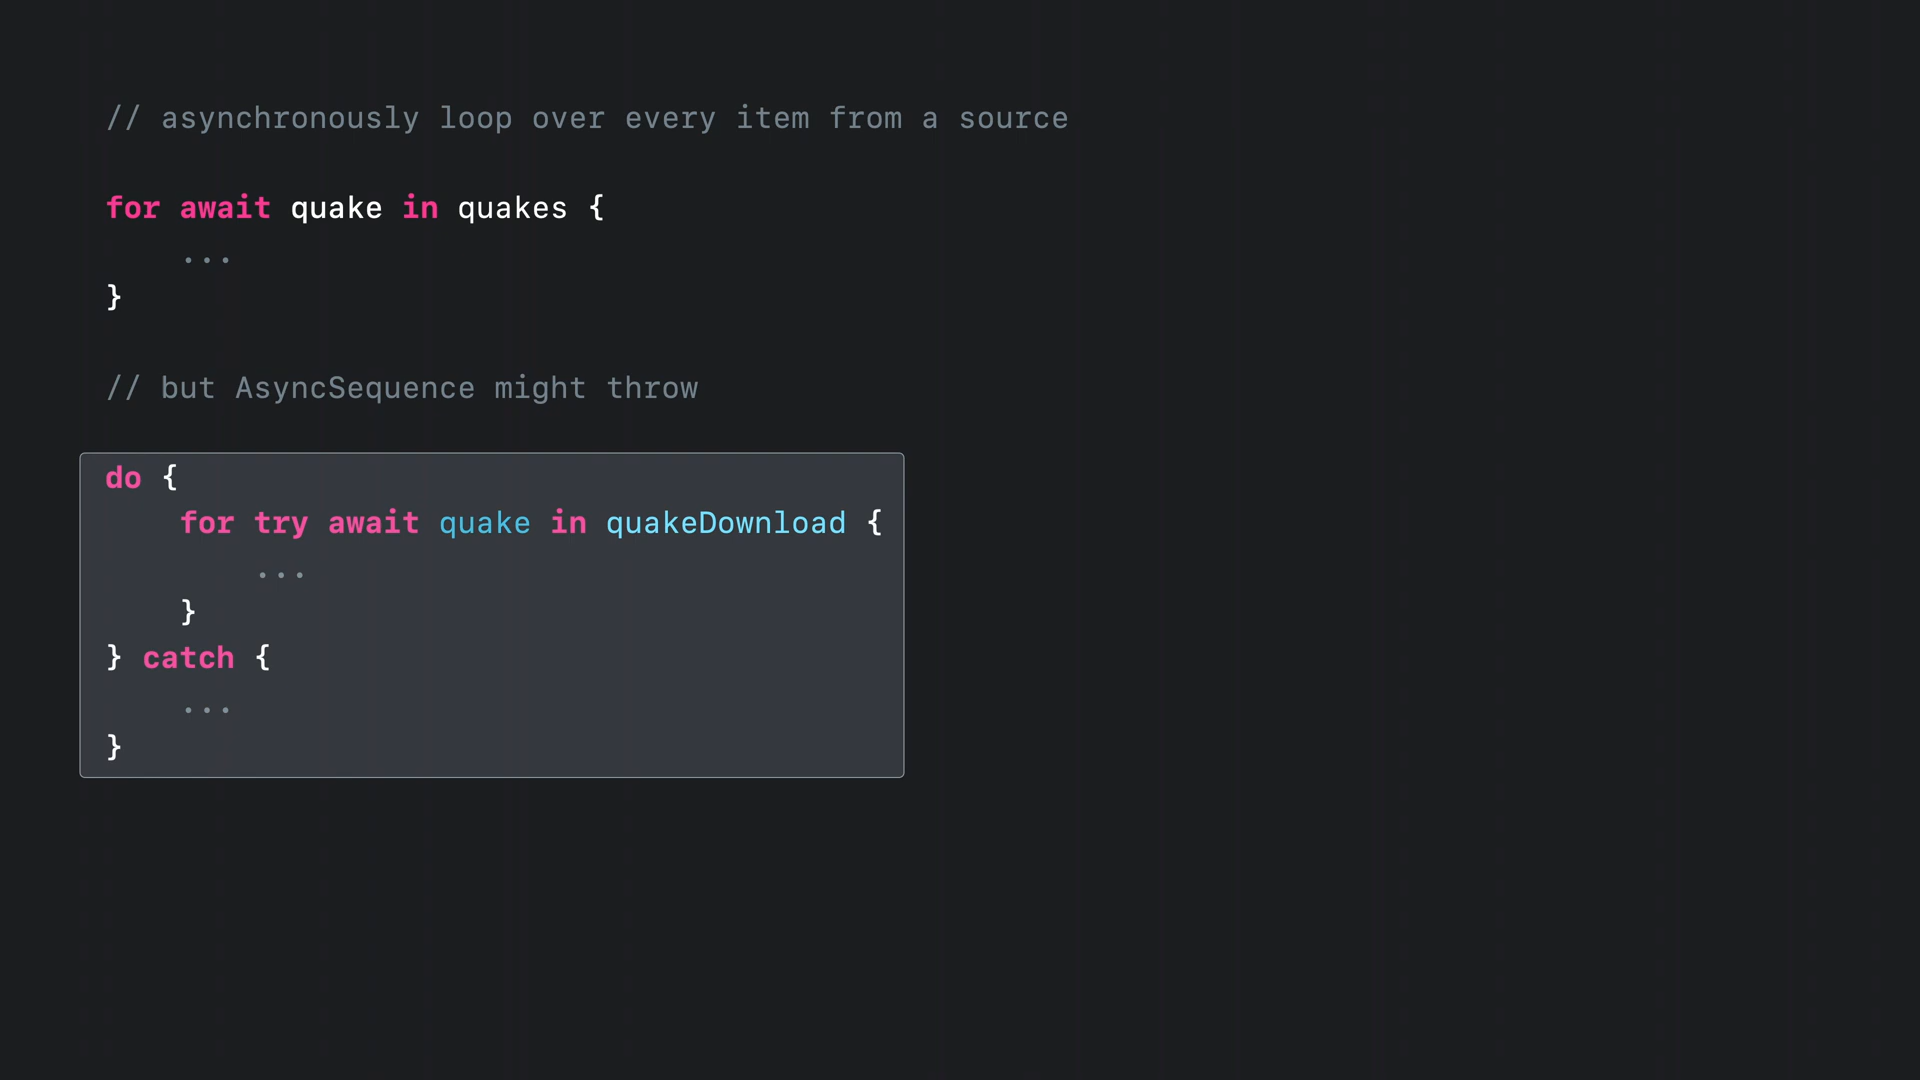 // asynchronously loop over every item from a source
for await quake in quakes {
...
}
// but AsyncSequence might throw
do {
for try await quake in quakeDownload {
...
}
} catch {
...
}